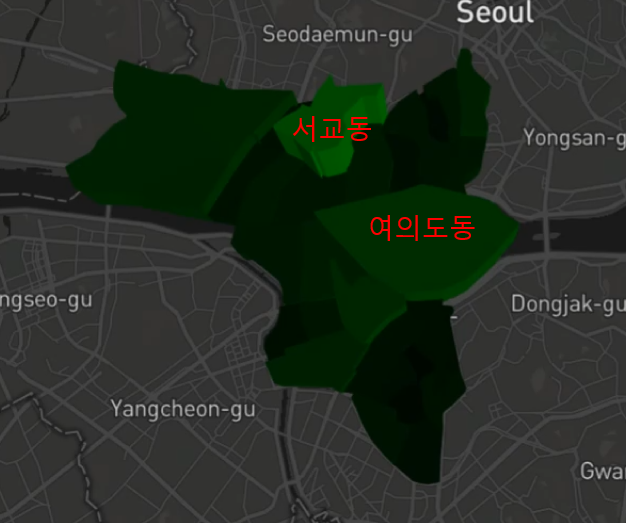 Seoul
Seodaemun-gu
서교동
Yongsan-g
여의도동
ngseo-gu
Dongjak-gu
Yangcheon-gu
Gwa